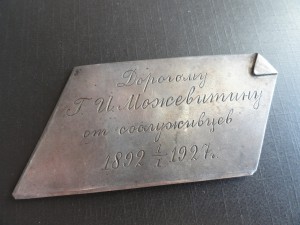 Дорогому
Г. И. Можевитину
от сослуживцев
1892 1/I 1927.